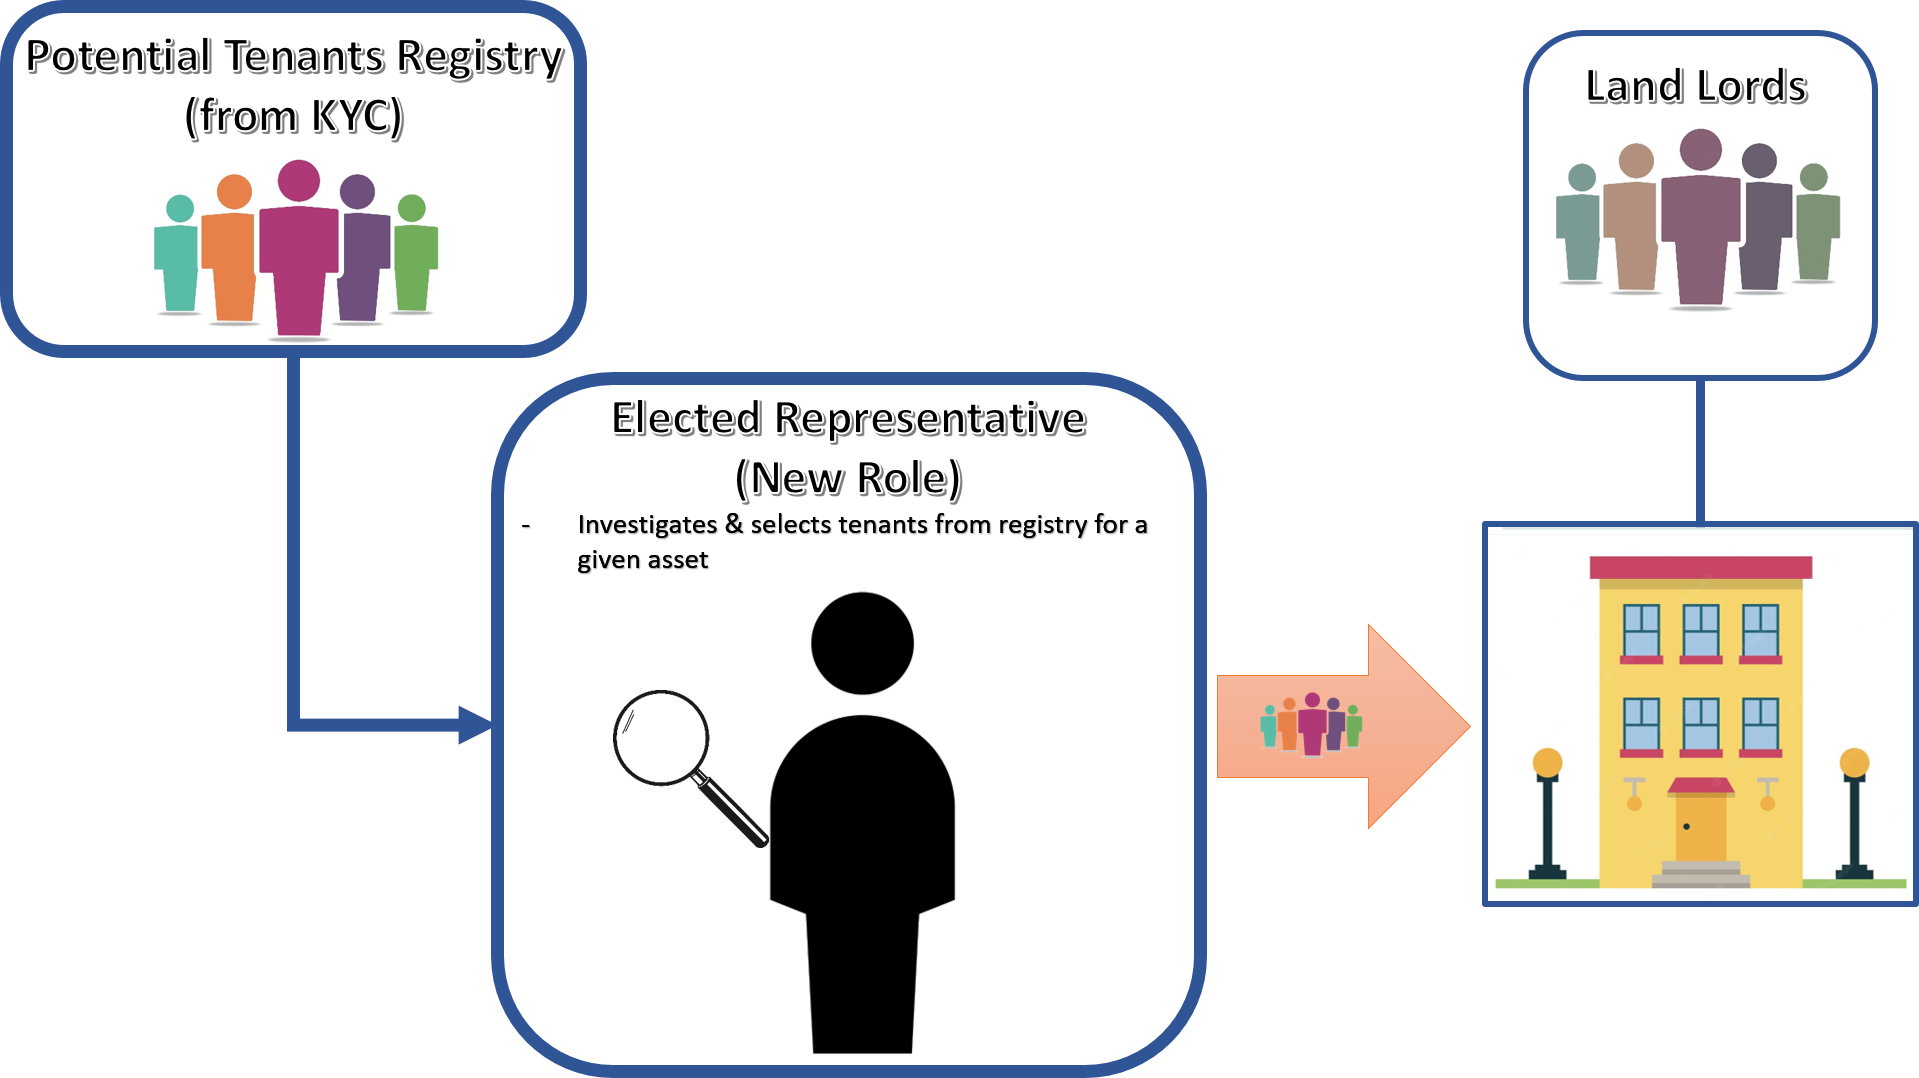 Potential Tenants Registry
(from KYC)
Land Lords
Elected Representative
(New Role)
- Investigates & selects tenants from registry for a
given asset